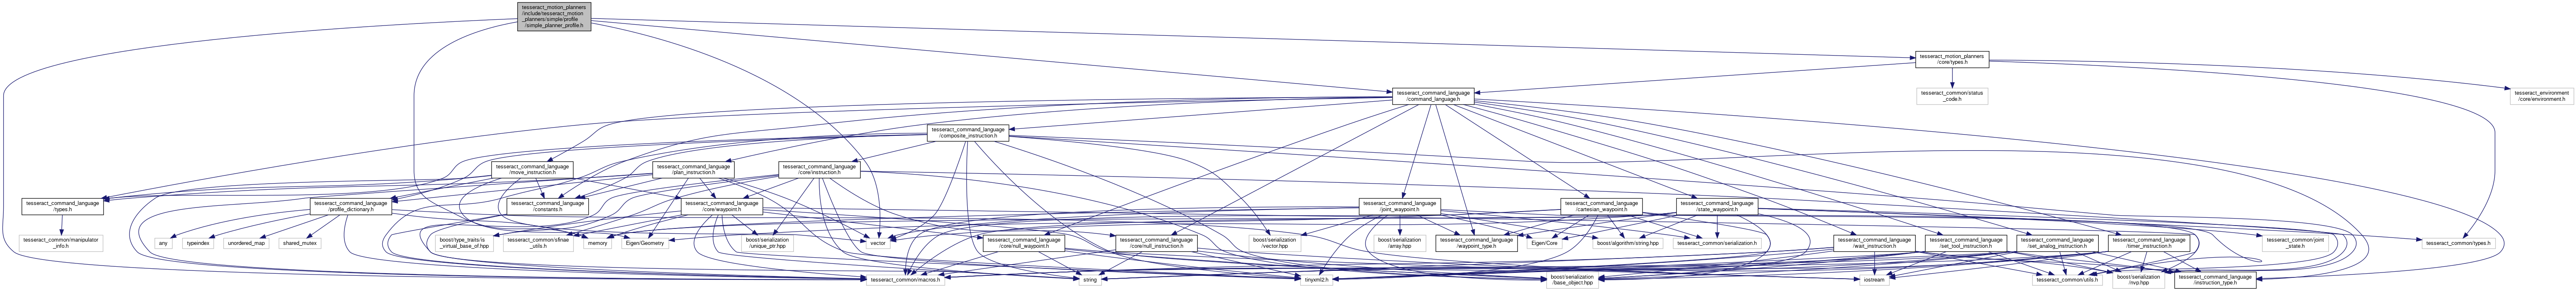 tesseract_motion_planners
/include/tesseract_motion
_planners/simple/profile
/simple_planner_profile.h
tesseract_motion_planners
/core/types.h
tesseract_command_language
/command_language.h
tesseract_common/status
_code.h
tesseract_environment
/core/environment.h
tesseract_command_language
/composite_instruction.h
tesseract_command_language
/move_instruction.h
tesseract_command_language
/plan_instruction.h
tesseract_command_language
/core/instruction.h
tesseract_command_language
/types.h
tesseract_command_language
/profile_dictionary.h
tesseract_command_language
/constants.h
tesseract_command_language
/core/waypoint.h
tesseract_command_language
/joint_waypoint.h
tesseract_command_language
/cartesian_waypoint.h
tesseract_command_language
/state_waypoint.h
tesseract_common/manipulator
_info.h
any
typeindex
unordered_map
shared_mutex
boost/type_traits/is
_virtual_base_of.hpp
tesseract_common/sfinae
_utils.h
memory
Eigen/Geometry
boost/serialization
/unique_ptr.hpp
vector
tesseract_command_language
/core/null_waypoint.h
tesseract_command_language
/core/null_instruction.h
boost/serialization
/vector.hpp
boost/serialization
/array.hpp
tesseract_command_language
/waypoint_type.h
Eigen/Core
boost/algorithm/string.hpp
tesseract_common/serialization.h
tesseract_command_language
/wait_instruction.h
tesseract_command_language
/set_tool_instruction.h
tesseract_command_language
/set_analog_instruction.h
tesseract_command_language
/timer_instruction.h
tesseract_common/joint
_state.h
tesseract_common/types.h
tesseract_common/macros.h
string
tinyxml2.h
boost/serialization
/base_object.hpp
iostream
tesseract_common/utils.h
boost/serialization
/nvp.hpp
tesseract_command_language
/instruction_type.h